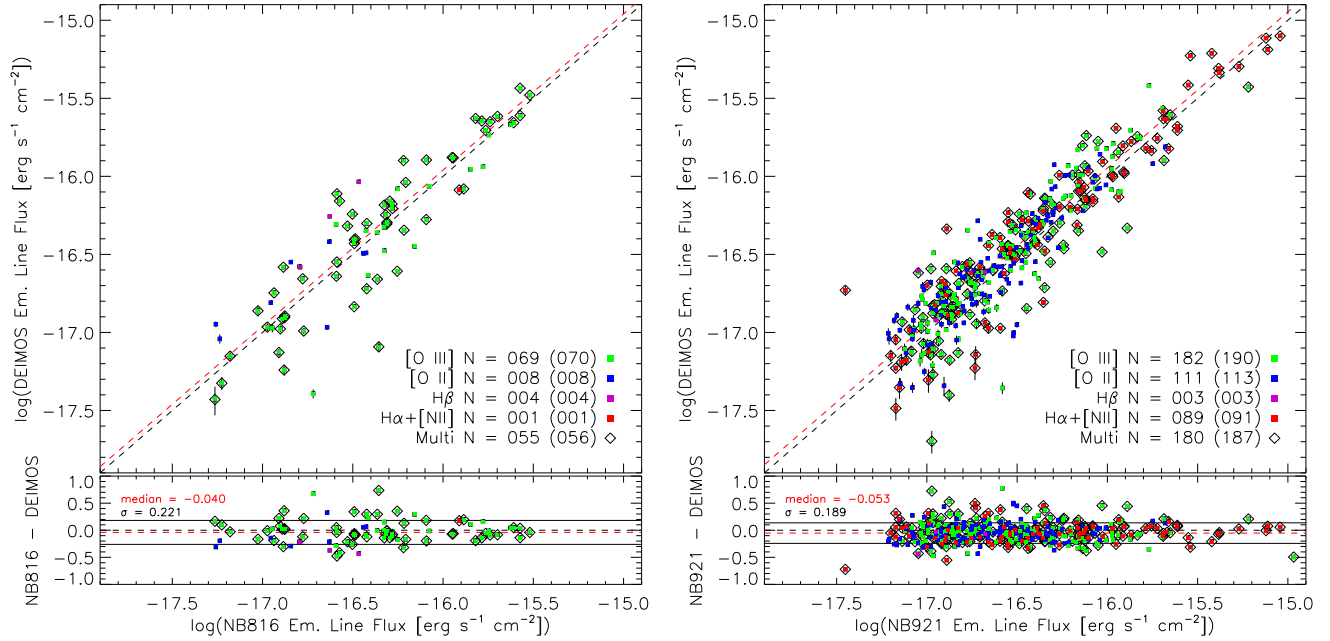 log(DEIMOS Em. Line Flux [erg s⁻¹ cm⁻²])
−15.0
−15.5
−16.0
−16.5
−17.0
−17.5
[O III] N = 069 (070)
[O II] N = 008 (008)
Hβ N = 004 (004)
Hα+[NII] N = 001 (001)
Multi N = 055 (056)
NB816 − DEIMOS
1.0
0.5
0.0
−0.5
−1.0
median = −0.040
σ = 0.221
−17.5 −17.0 −16.5 −16.0 −15.5 −15.0
log(NB816 Em. Line Flux [erg s⁻¹ cm⁻²])
log(DEIMOS Em. Line Flux [erg s⁻¹ cm⁻²])
−15.0
−15.5
−16.0
−16.5
−17.0
−17.5
[O III] N = 182 (190)
[O II] N = 111 (113)
Hβ N = 003 (003)
Hα+[NII] N = 089 (091)
Multi N = 180 (187)
NB921 − DEIMOS
1.0
0.5
0.0
−0.5
−1.0
median = −0.053
σ = 0.189
−17.5 −17.0 −16.5 −16.0 −15.5 −15.0
log(NB921 Em. Line Flux [erg s⁻¹ cm⁻²])